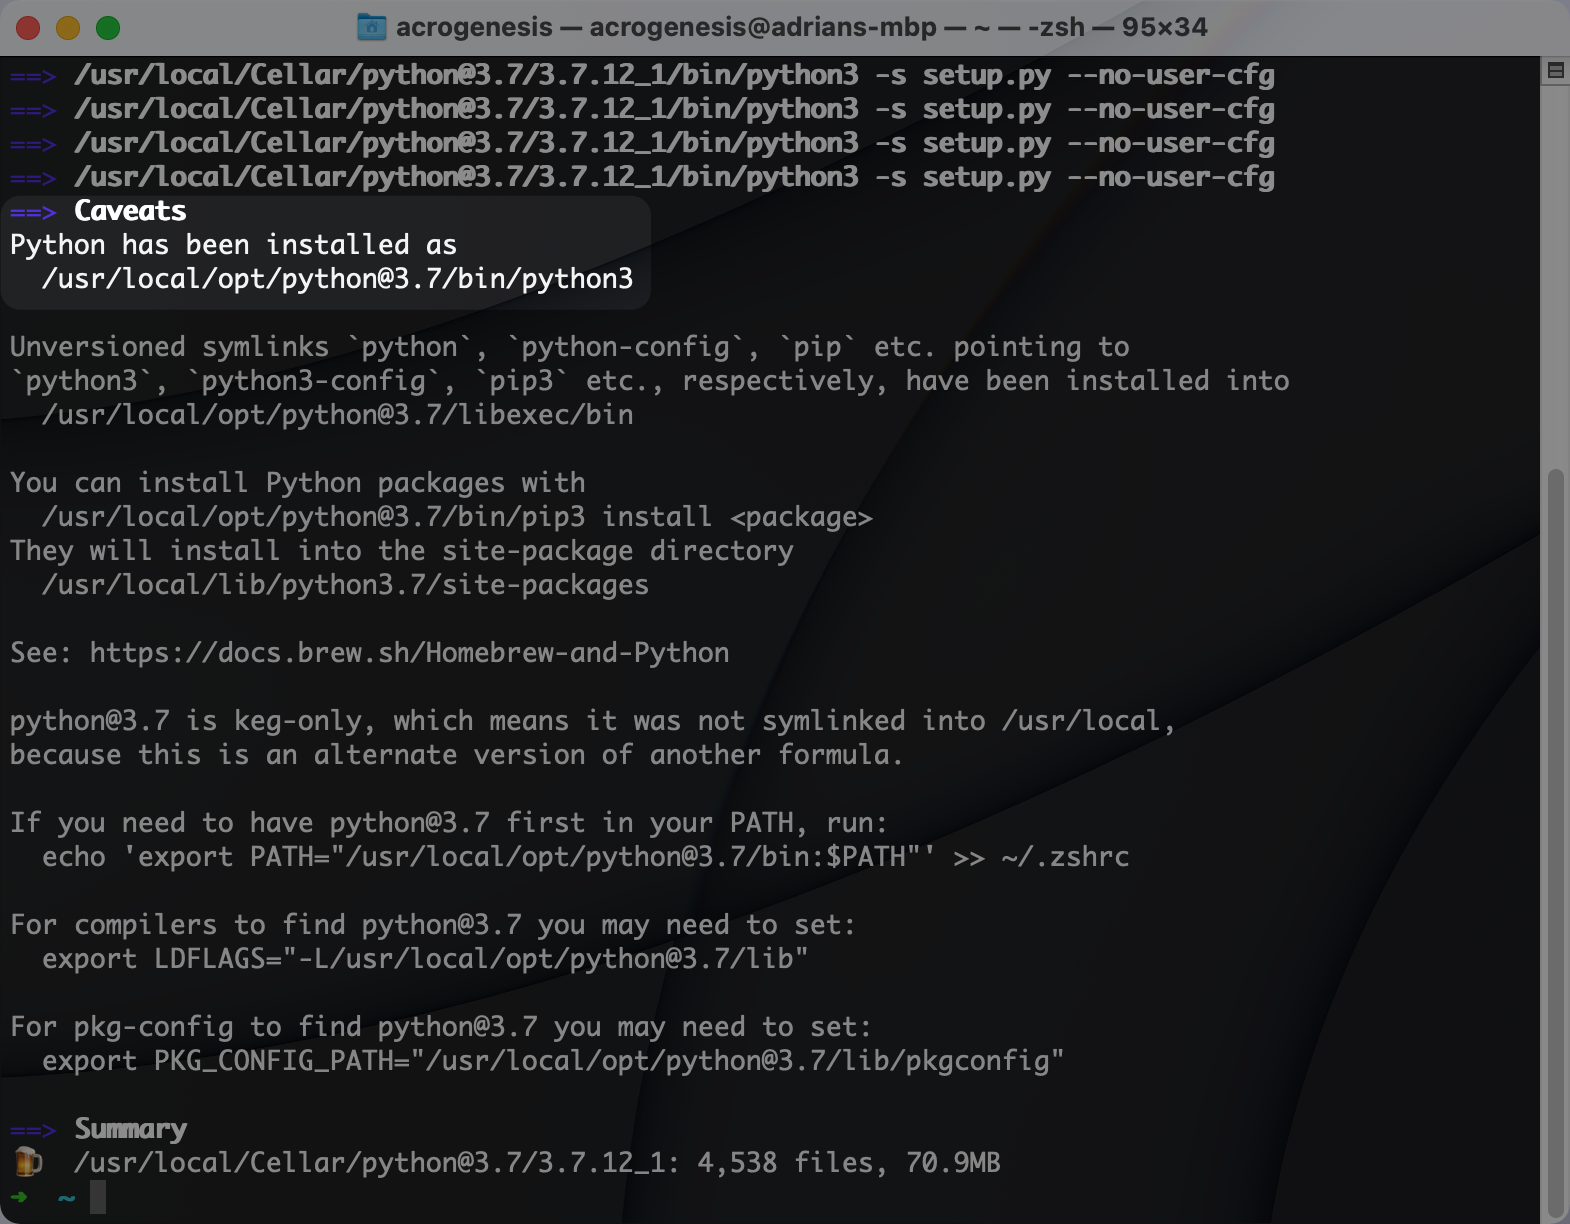 acrogenesis — acrogenesis@adrians-mbp — ~ — -zsh — 95×34
==> /usr/local/Cellar/python@3.7/3.7.12_1/bin/python3 -s setup.py --no-user-cfg
==> /usr/local/Cellar/python@3.7/3.7.12_1/bin/python3 -s setup.py --no-user-cfg
==> /usr/local/Cellar/python@3.7/3.7.12_1/bin/python3 -s setup.py --no-user-cfg
==> /usr/local/Cellar/python@3.7/3.7.12_1/bin/python3 -s setup.py --no-user-cfg
==> Caveats
Python has been installed as
  /usr/local/opt/python@3.7/bin/python3

Unversioned symlinks `python`, `python-config`, `pip` etc. pointing to
`python3`, `python3-config`, `pip3` etc., respectively, have been installed into
  /usr/local/opt/python@3.7/libexec/bin

You can install Python packages with
  /usr/local/opt/python@3.7/bin/pip3 install <package>
They will install into the site-package directory
  /usr/local/lib/python3.7/site-packages

See: https://docs.brew.sh/Homebrew-and-Python

python@3.7 is keg-only, which means it was not symlinked into /usr/local,
because this is an alternate version of another formula.

If you need to have python@3.7 first in your PATH, run:
  echo 'export PATH="/usr/local/opt/python@3.7/bin:$PATH"' >> ~/.zshrc

For compilers to find python@3.7 you may need to set:
  export LDFLAGS="-L/usr/local/opt/python@3.7/lib"

For pkg-config to find python@3.7 you may need to set:
  export PKG_CONFIG_PATH="/usr/local/opt/python@3.7/lib/pkgconfig"

==> Summary
🍺 /usr/local/Cellar/python@3.7/3.7.12_1: 4,538 files, 70.9MB
➜ ~